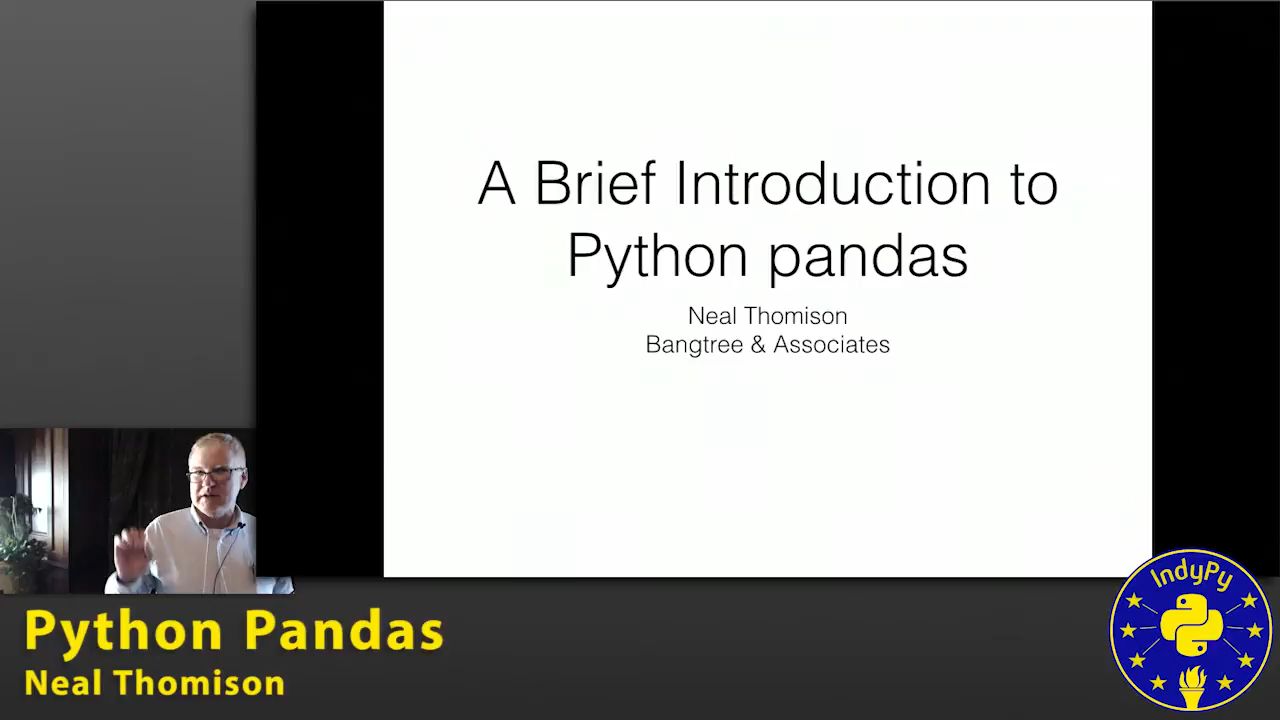 A Brief Introduction to
Python pandas
Neal Thomison
Bangtree & Associates
Python Pandas
Neal Thomison
IndyPy